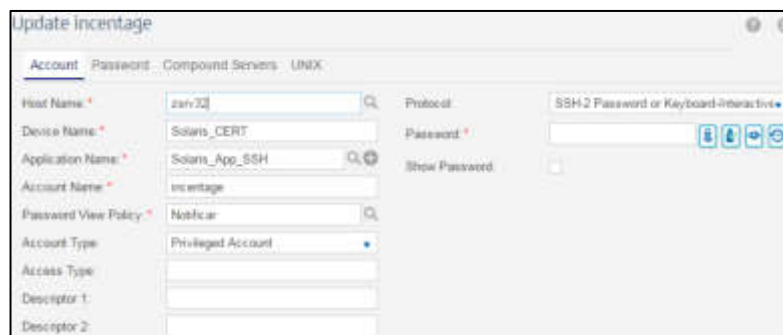 Update incentage
Account Password Compound Servers UNIX
Host Name: * zsrv32
Device Name: * Solaris_CERT
Application Name: * Solaris_App_SSH
Account Name: * incentage
Password View Policy: * Notificar
Account Type: Privileged Account
Access Type:
Descriptor 1:
Descriptor 2:
Protocol: SSH-2 Password or Keyboard-Interactive
Password: *
Show Password: